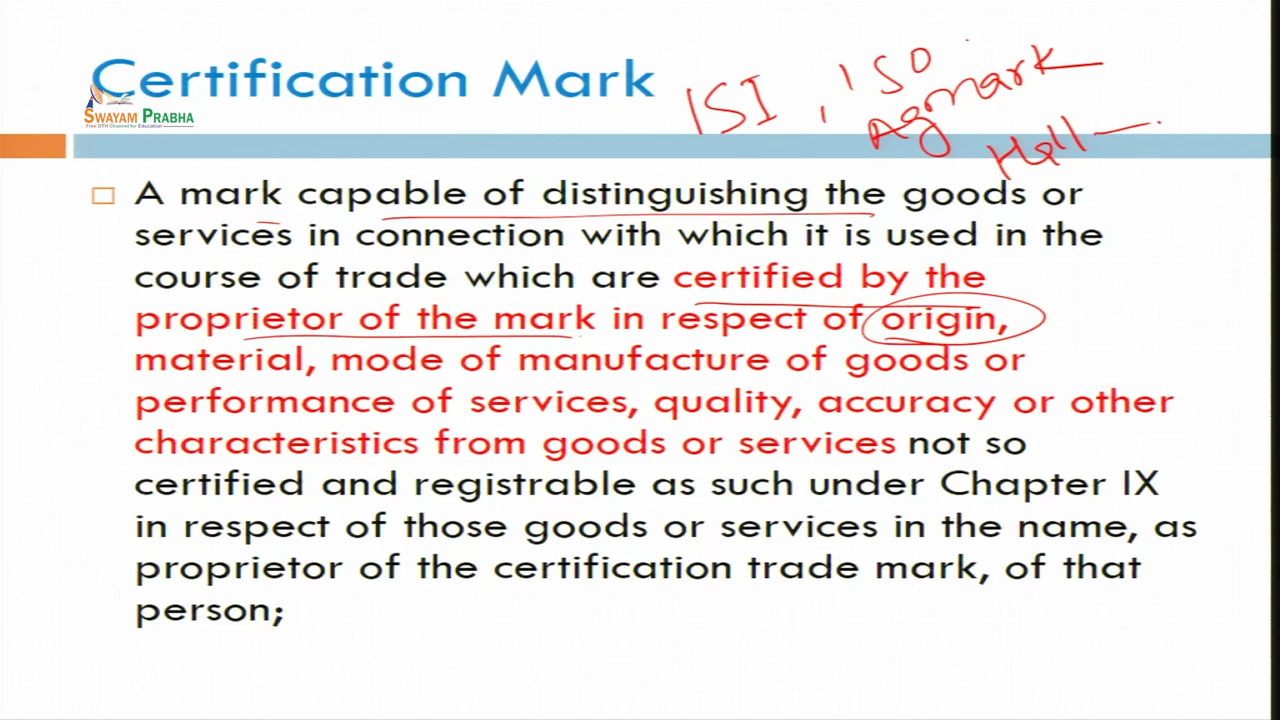 Certification Mark
ISI, ISO
Agmark
Hall
SWAYAM PRABHA
Free DTH Channel for Education
A mark capable of distinguishing the goods or
services in connection with which it is used in the
course of trade which are certified by the
proprietor of the mark in respect of origin,
material, mode of manufacture of goods or
performance of services, quality, accuracy or other
characteristics from goods or services not so
certified and registrable as such under Chapter IX
in respect of those goods or services in the name, as
proprietor of the certification trade mark, of that
person;